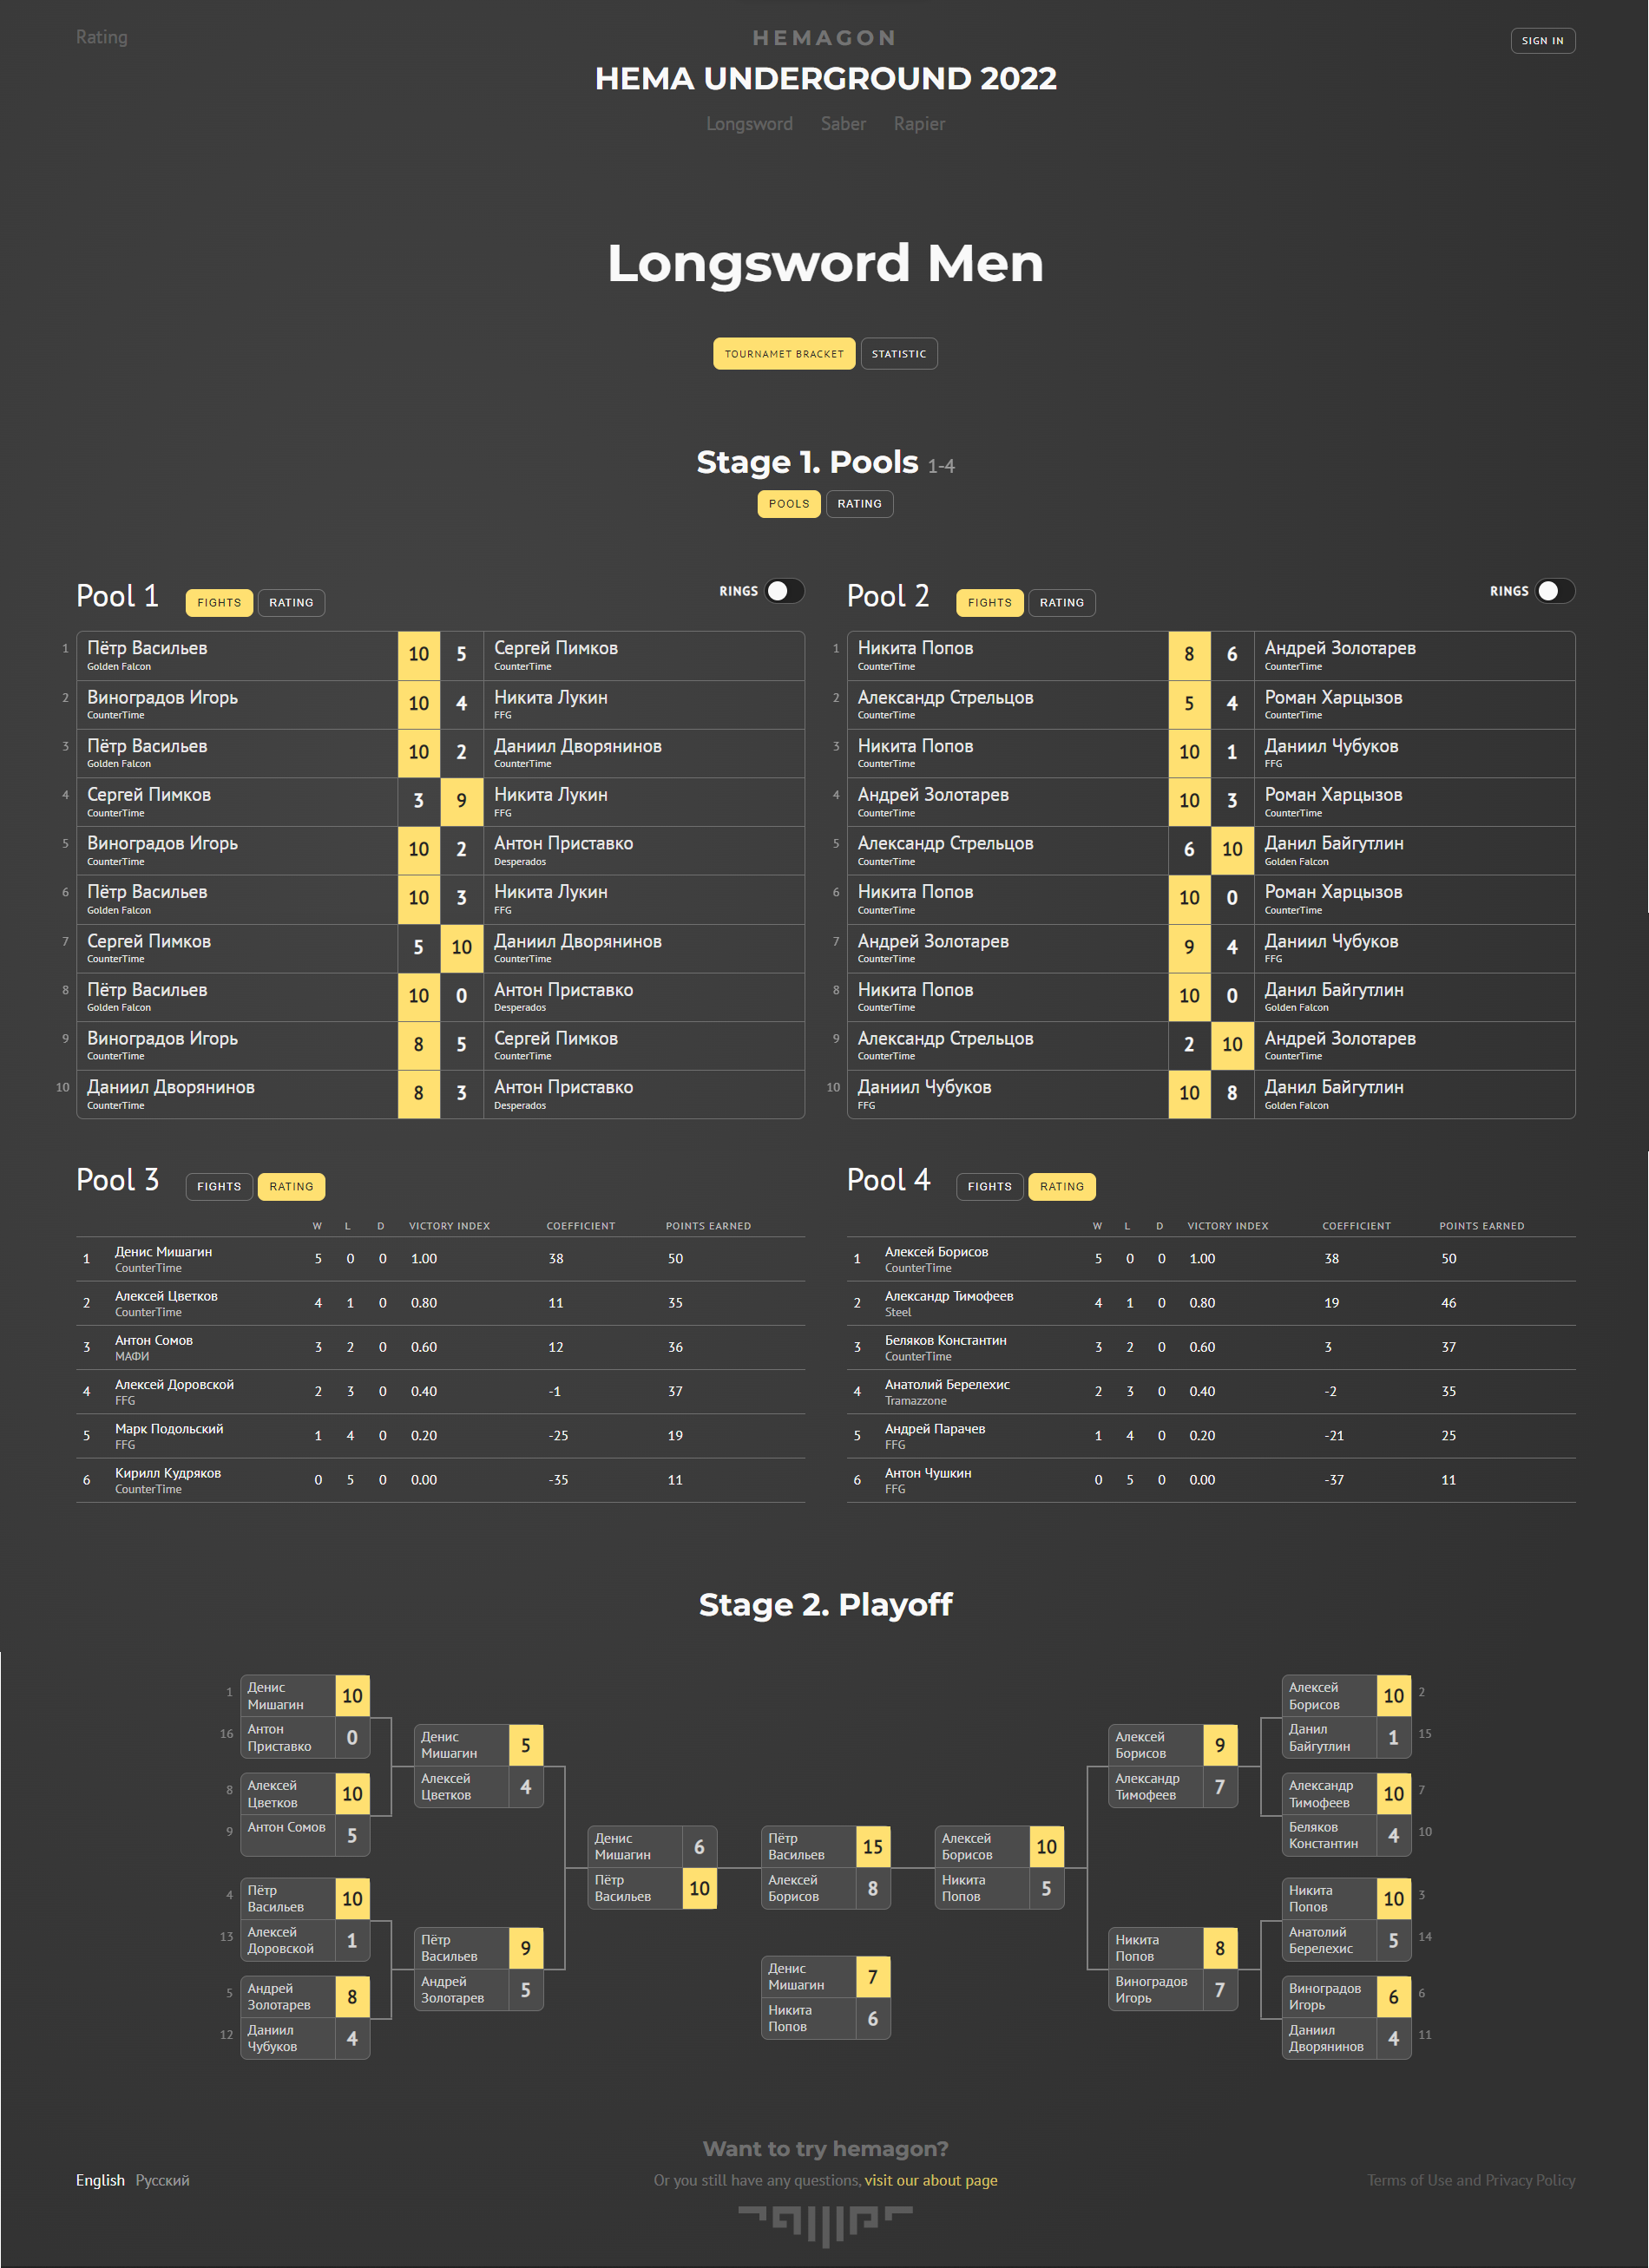 Rating
HEMAGON
SIGN IN
HEMA UNDERGROUND 2022
Longsword Saber Rapier
Longsword Men
TOURNAMET BRACKET STATISTIC
Stage 1. Pools 1-4
POOLS RATING
Pool 1 FIGHTS RATING RINGS
1 Пётр Васильев 10 5 Сергей Пимков
Golden Falcon CounterTime
2 Виноградов Игорь 10 4 Никита Лукин
CounterTime FFG
3 Пётр Васильев 10 2 Даниил Дворянинов
Golden Falcon CounterTime
4 Сергей Пимков 3 9 Никита Лукин
CounterTime FFG
5 Виноградов Игорь 10 2 Антон Приставко
CounterTime Desperados
6 Пётр Васильев 10 3 Никита Лукин
Golden Falcon FFG
7 Сергей Пимков 5 10 Даниил Дворянинов
CounterTime CounterTime
8 Пётр Васильев 10 0 Антон Приставко
Golden Falcon Desperados
9 Виноградов Игорь 8 5 Сергей Пимков
CounterTime CounterTime
10 Даниил Дворянинов 8 3 Антон Приставко
CounterTime Desperados
Pool 2 FIGHTS RATING RINGS
1 Никита Попов 8 6 Андрей Золотарев
CounterTime CounterTime
2 Александр Стрельцов 5 4 Роман Харцызов
CounterTime CounterTime
3 Никита Попов 10 1 Даниил Чубуков
CounterTime FFG
4 Андрей Золотарев 10 3 Роман Харцызов
CounterTime CounterTime
5 Александр Стрельцов 6 10 Данил Байгутлин
CounterTime Golden Falcon
6 Никита Попов 10 0 Роман Харцызов
CounterTime CounterTime
7 Андрей Золотарев 9 4 Даниил Чубуков
CounterTime FFG
8 Никита Попов 10 0 Данил Байгутлин
CounterTime Golden Falcon
9 Александр Стрельцов 2 10 Андрей Золотарев
CounterTime CounterTime
10 Даниил Чубуков 10 8 Данил Байгутлин
FFG Golden Falcon
Pool 3 FIGHTS RATING
W L D VICTORY INDEX COEFFICIENT POINTS EARNED
1 Денис Мишагин 5 0 0 1.00 38 50
CounterTime
2 Алексей Цветков 4 1 0 0.80 11 35
CounterTime
3 Антон Сомов 3 2 0 0.60 12 36
МАФИ
4 Алексей Доровской 2 3 0 0.40 -1 37
FFG
5 Марк Подольский 1 4 0 0.20 -25 19
FFG
6 Кирилл Кудряков 0 5 0 0.00 -35 11
CounterTime
Pool 4 FIGHTS RATING
W L D VICTORY INDEX COEFFICIENT POINTS EARNED
1 Алексей Борисов 5 0 0 1.00 38 50
CounterTime
2 Александр Тимофеев 4 1 0 0.80 19 46
Steel
3 Беляков Константин 3 2 0 0.60 3 37
CounterTime
4 Анатолий Берелехис 2 3 0 0.40 -2 35
Tramazzone
5 Андрей Парачев 1 4 0 0.20 -21 25
FFG
6 Антон Чушкин 0 5 0 0.00 -37 11
FFG
Stage 2. Playoff
1 Денис
Мишагин 10
16 Антон
Приставко 0
8 Алексей
Цветков 10
9 Антон Сомов 5
4 Пётр
Васильев 10
13 Алексей
Доровской 1
5 Андрей
Золотарев 8
12 Даниил
Чубуков 4
Денис
Мишагин 5
Алексей
Цветков 4
Пётр
Васильев 9
Андрей
Золотарев 5
Денис
Мишагин 6
Пётр
Васильев 10
Пётр
Васильев 15
Алексей
Борисов 8
Денис
Мишагин 7
Никита
Попов 6
Алексей
Борисов 10
Никита
Попов 5
Алексей
Борисов 9
Александр
Тимофеев 7
Никита
Попов 8
Виноградов
Игорь 7
Алексей
Борисов 10 2
Данил
Байгутлин 1 15
Александр
Тимофеев 10 7
Беляков
Константин 4 10
Никита
Попов 10 3
Анатолий
Берелехис 5 14
Виноградов
Игорь 6 6
Даниил
Дворянинов 4 11
Want to try hemagon?
English Русский
Or you still have any questions, visit our about page
Terms of Use and Privacy Policy